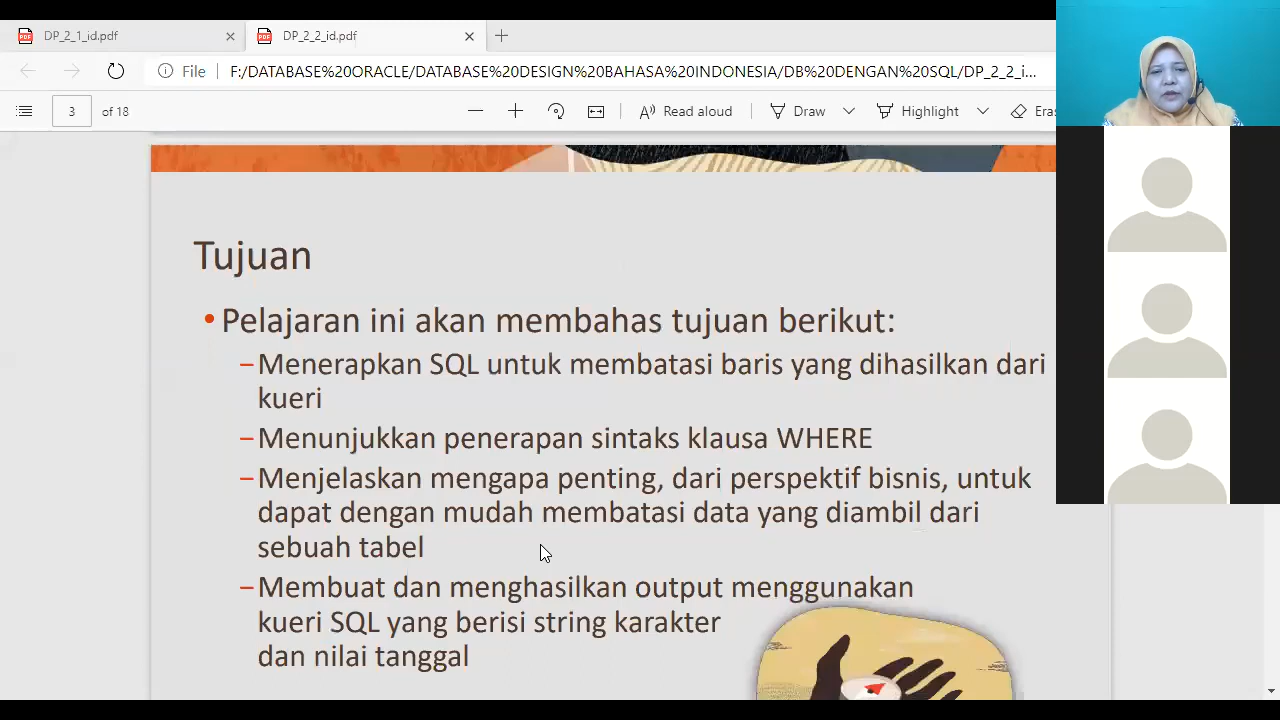 DP_2_1_id.pdf
DP_2_2_id.pdf
File
F:/DATABASE%20ORACLE/DATABASE%20DESIGN%20BAHASA%20INDONESIA/DB%20DENGAN%20SQL/DP_2_2_i...
3
of 18
Read aloud
Draw
Highlight
Eras
Tujuan
• Pelajaran ini akan membahas tujuan berikut:
–Menerapkan SQL untuk membatasi baris yang dihasilkan dari
kueri
–Menunjukkan penerapan sintaks klausa WHERE
–Menjelaskan mengapa penting, dari perspektif bisnis, untuk
dapat dengan mudah membatasi data yang diambil dari
sebuah tabel
–Membuat dan menghasilkan output menggunakan
kueri SQL yang berisi string karakter
dan nilai tanggal